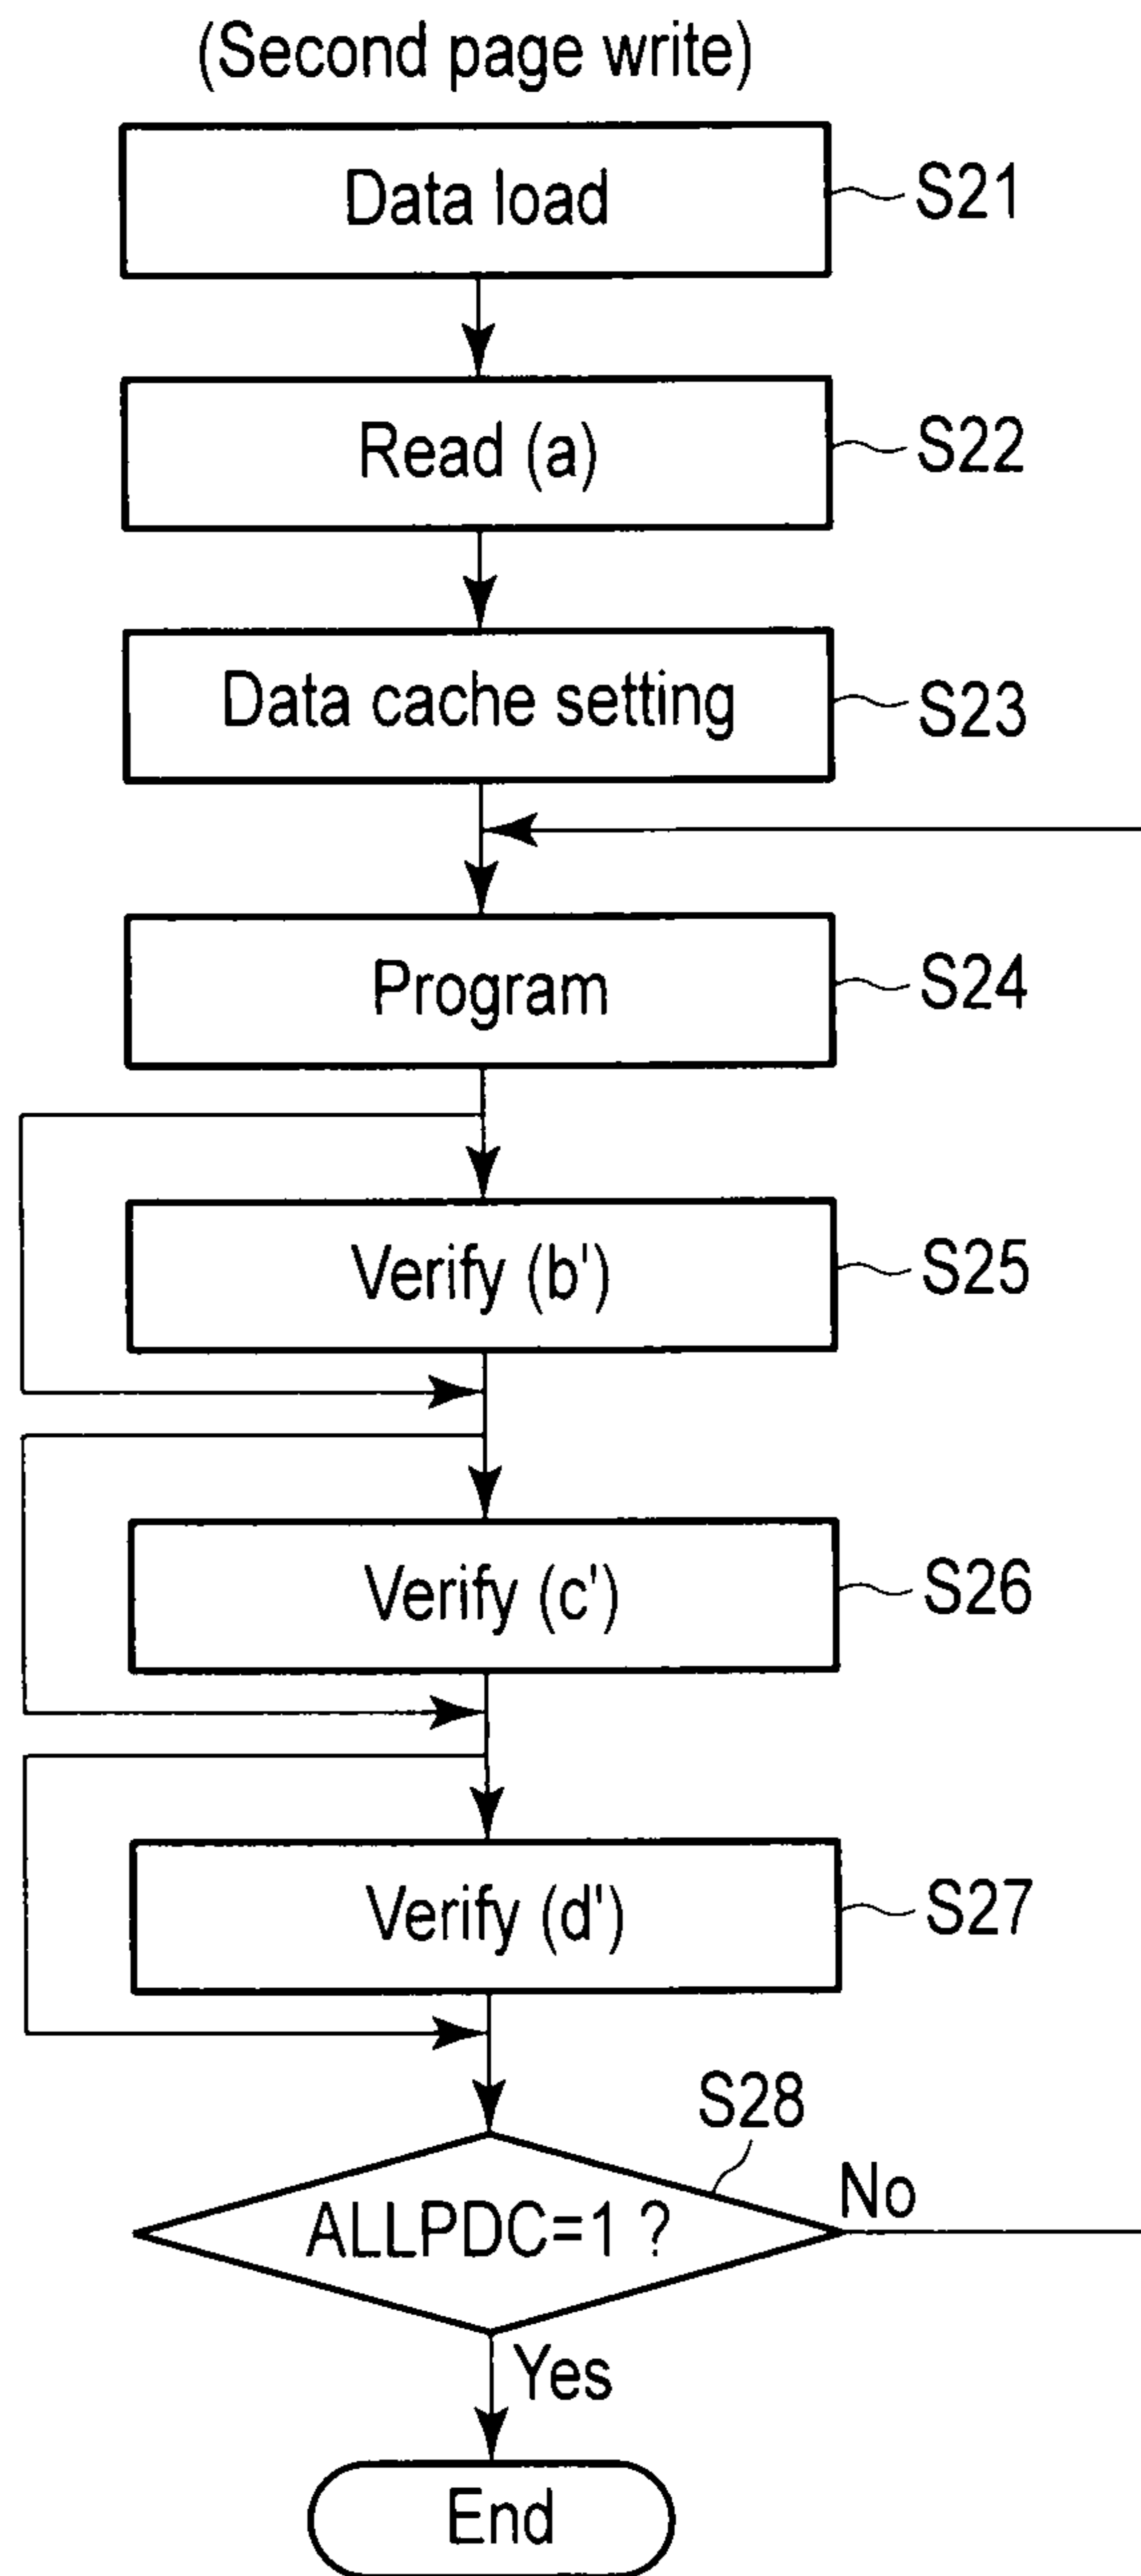 (Second page write)
Data load
S21
Read (a)
S22
Data cache setting
S23
Program
S24
Verify (b')
S25
Verify (c')
S26
Verify (d')
S27
S28
ALLPDC=1 ?
No
Yes
End